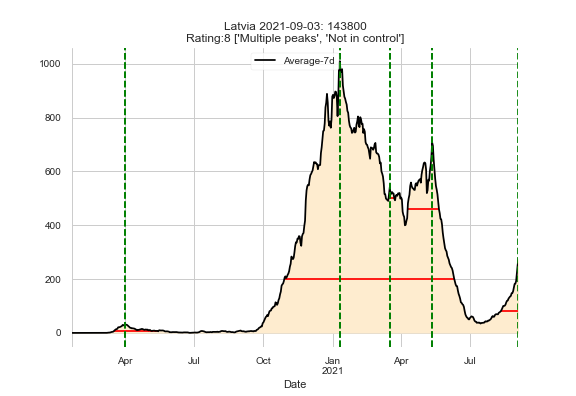 Latvia 2021-09-03: 143800
Rating:8 ['Multiple peaks', 'Not in control']
Average-7d
1000
800
600
400
200
0
Apr Jul Oct Jan Apr Jul
2021
Date